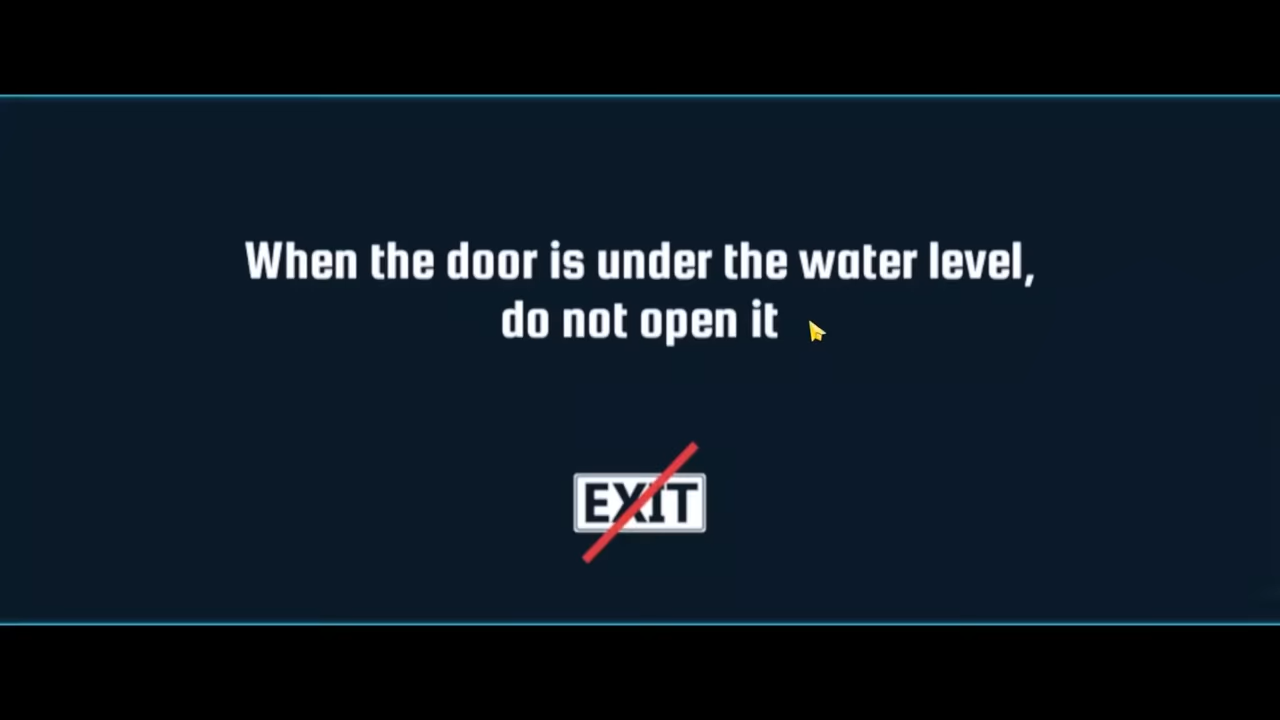 When the door is under the water level,
do not open it
EXIT